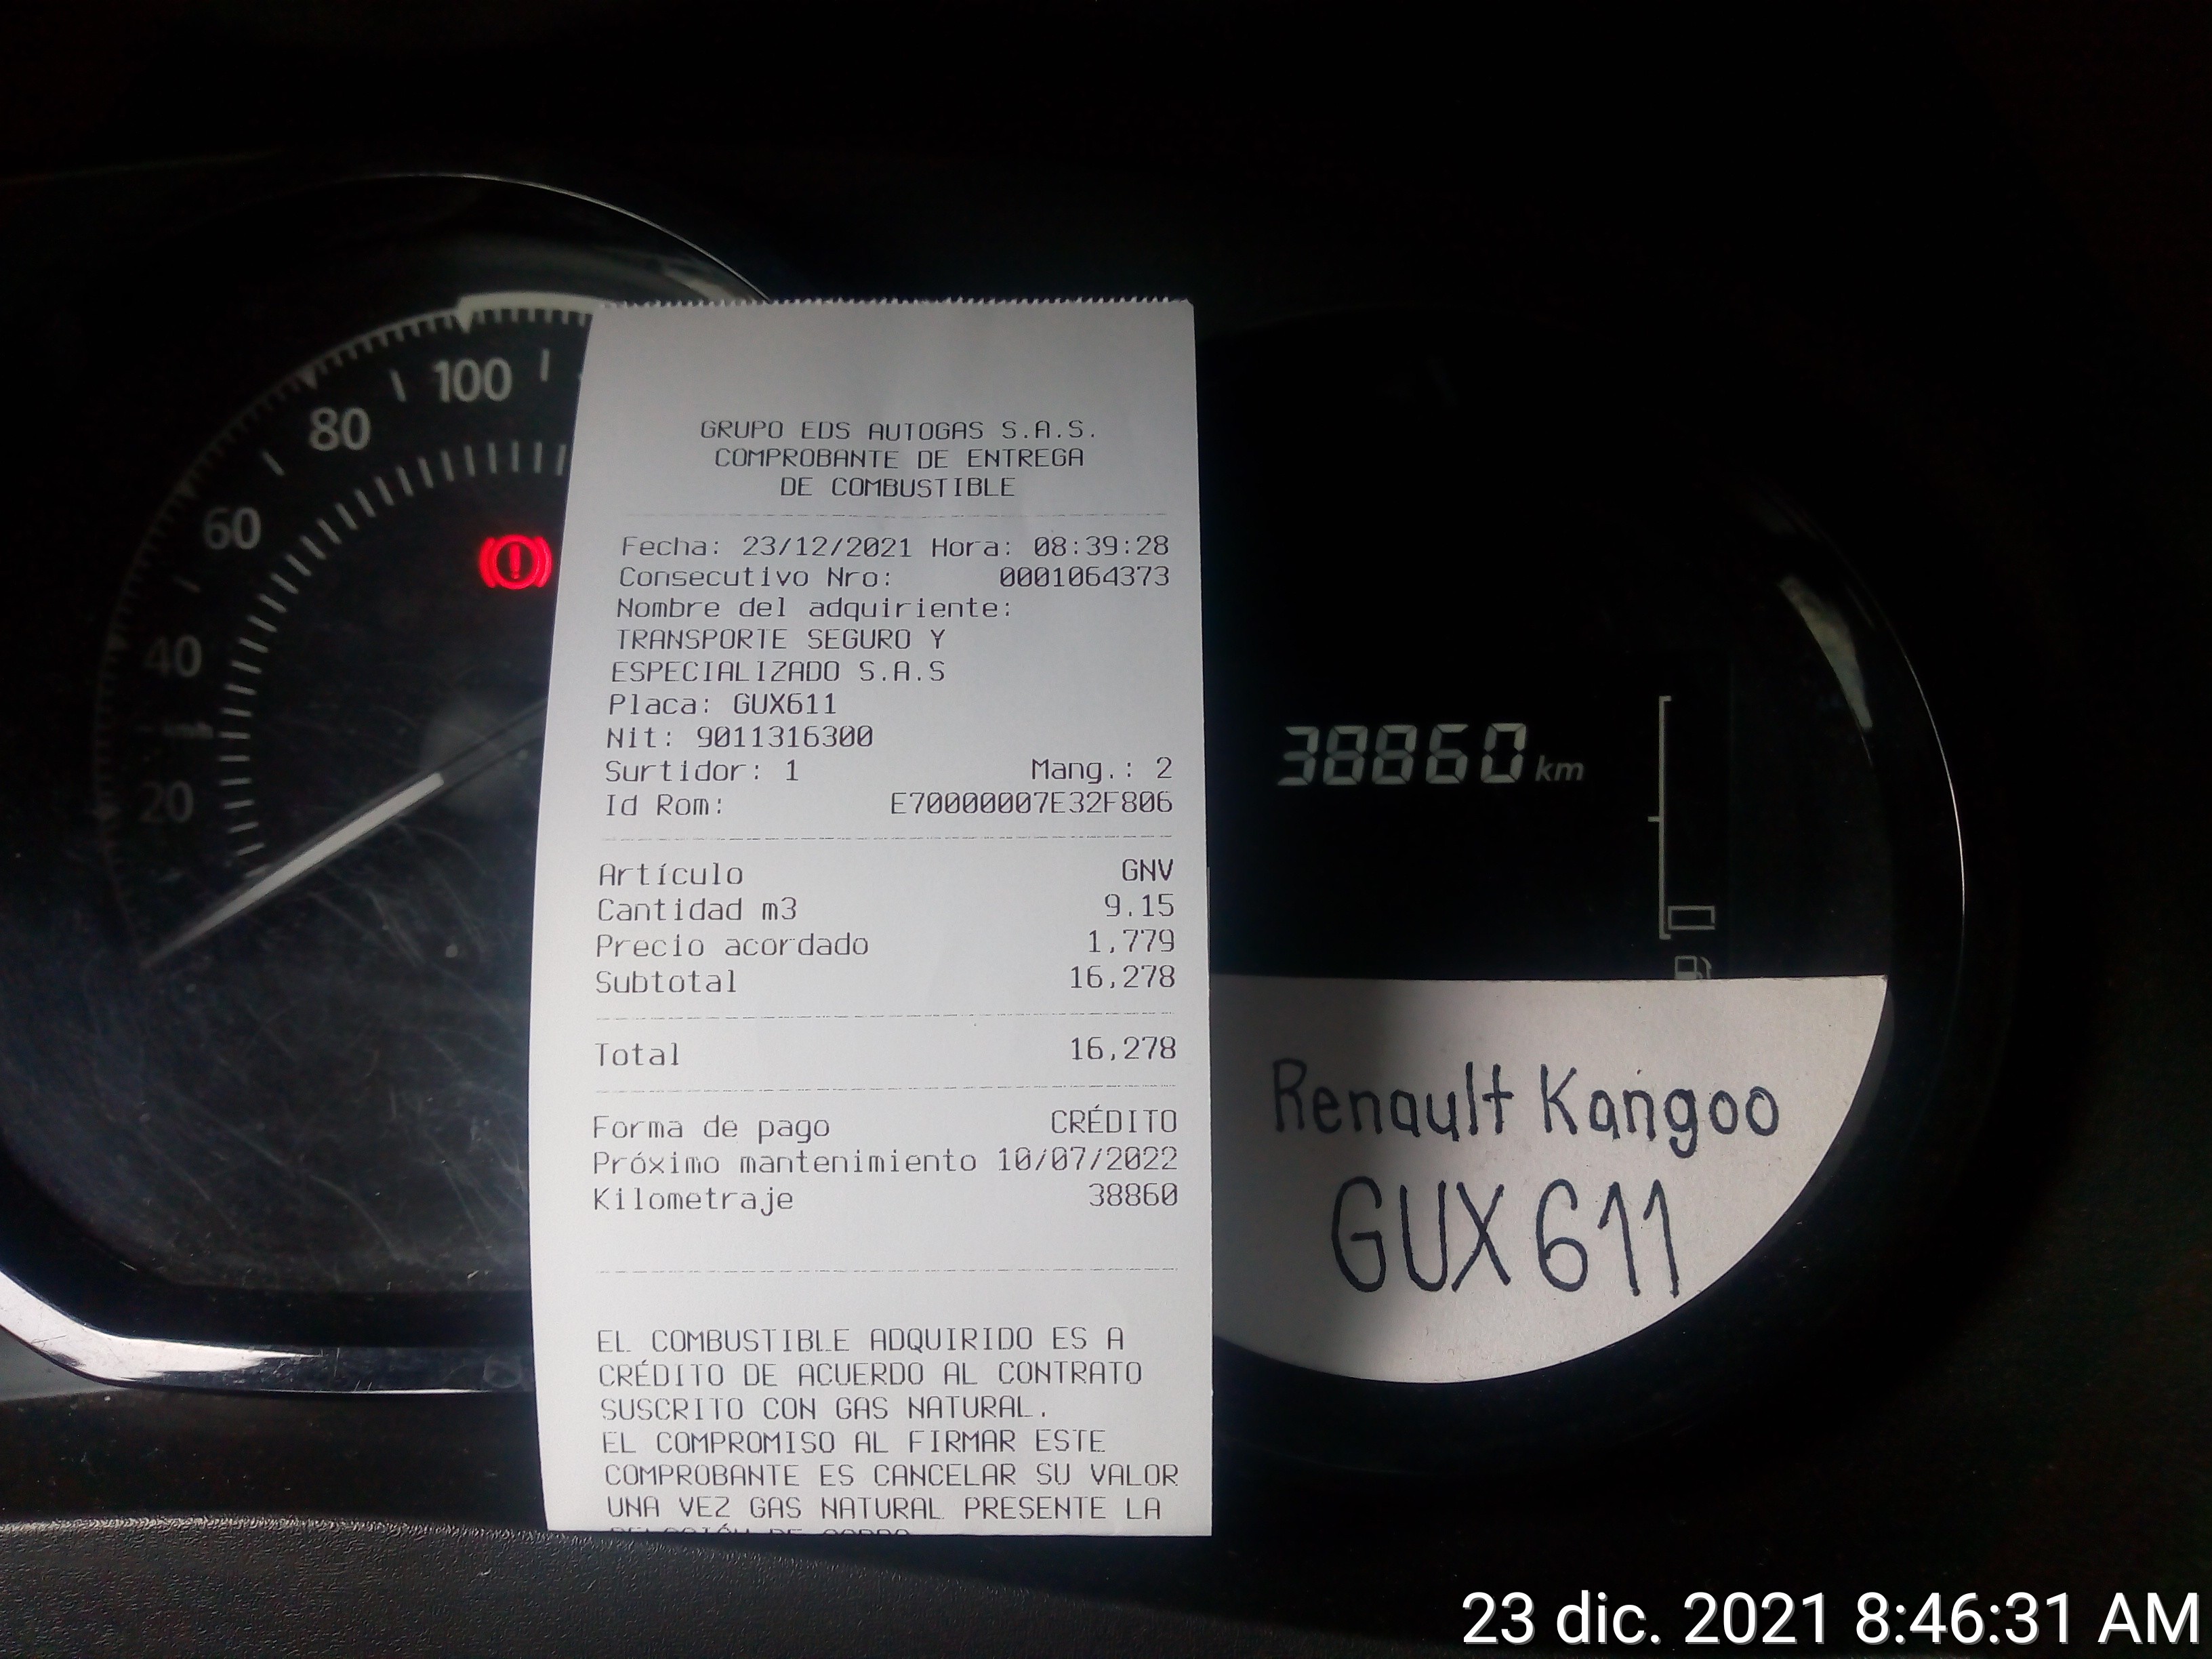 100
80
60
40
km/h
20
GRUPO EDS AUTOGAS S.A.S.
COMPROBANTE DE ENTREGA
DE COMBUSTIBLE
Fecha: 23/12/2021 Hora: 08:39:28
Consecutivo Nro: 0001064373
Nombre del adquiriente:
TRANSPORTE SEGURO Y
ESPECIALIZADO S.A.S
Placa: GUX611
Nit: 9011316300
Surtidor: 1 Mang.: 2
Id Rom: E70000007E32F806
Artículo GNV
Cantidad m3 9.15
Precio acordado 1,779
Subtotal 16,278
Total 16,278
Forma de pago CRÉDITO
Próximo mantenimiento 10/07/2022
Kilometraje 38860
EL COMBUSTIBLE ADQUIRIDO ES A
CRÉDITO DE ACUERDO AL CONTRATO
SUSCRITO CON GAS NATURAL.
EL COMPROMISO AL FIRMAR ESTE
COMPROBANTE ES CANCELAR SU VALOR
UNA VEZ GAS NATURAL PRESENTE LA
38860 km
Renault Kangoo
GUX 611
23 dic. 2021 8:46:31 AM